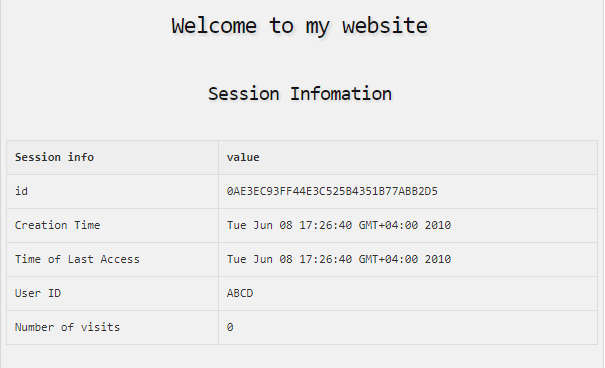 Welcome to my website
Session Infomation
Session info value
id 0AE3EC93FF44E3C525B4351B77ABB2D5
Creation Time Tue Jun 08 17:26:40 GMT+04:00 2010
Time of Last Access Tue Jun 08 17:26:40 GMT+04:00 2010
User ID ABCD
Number of visits 0